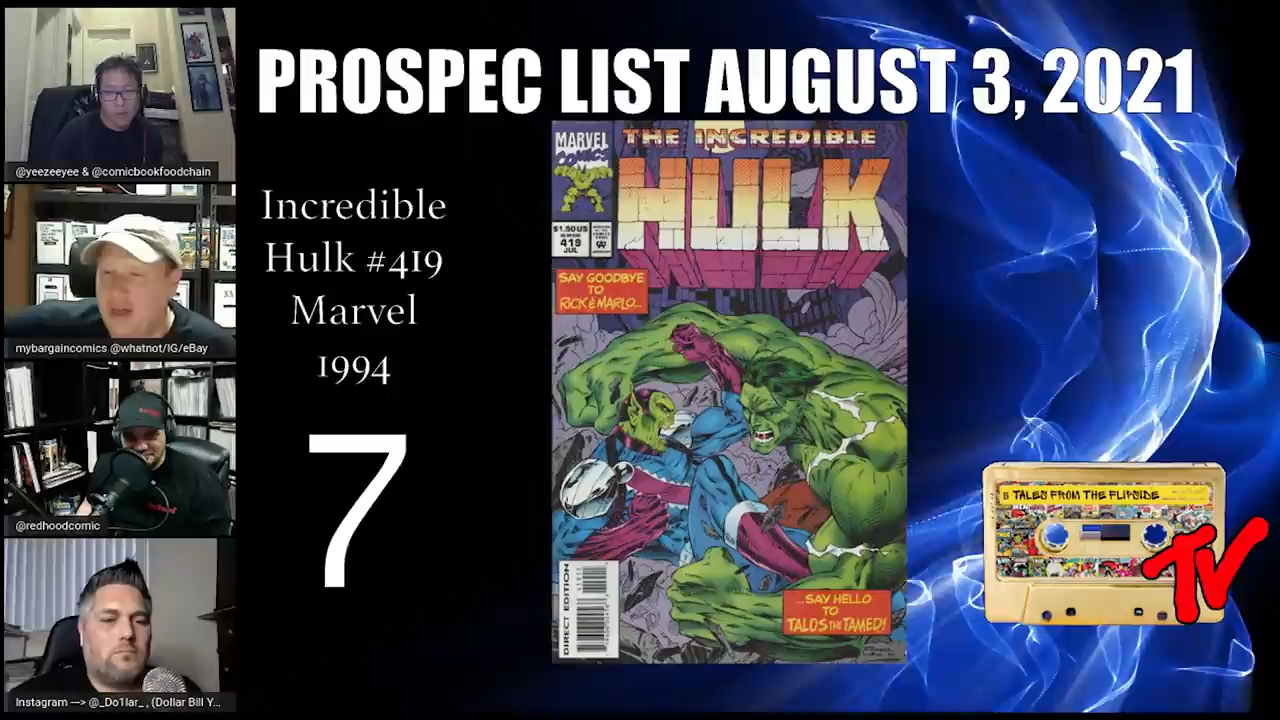 PROSPEC LIST AUGUST 3, 2021
@yeezeeyee & @comicbookfoodchain
mybargaincomics @whatnot/IG/eBay
@redhoodcomic
Instagram ---> @_Do1lar_ , (Dollar Bill Y...
Incredible
Hulk #419
Marvel
1994
7
MARVEL
COMICS
$1.50 US
419
JUL
THE INCREDIBLE
HULK
SAY GOODBYE
TO
RICK & MARLO...
...SAY HELLO
TO
TALOS THE TAMED!
DIRECT EDITION
TALES FROM THE FLIPSIDE
TV